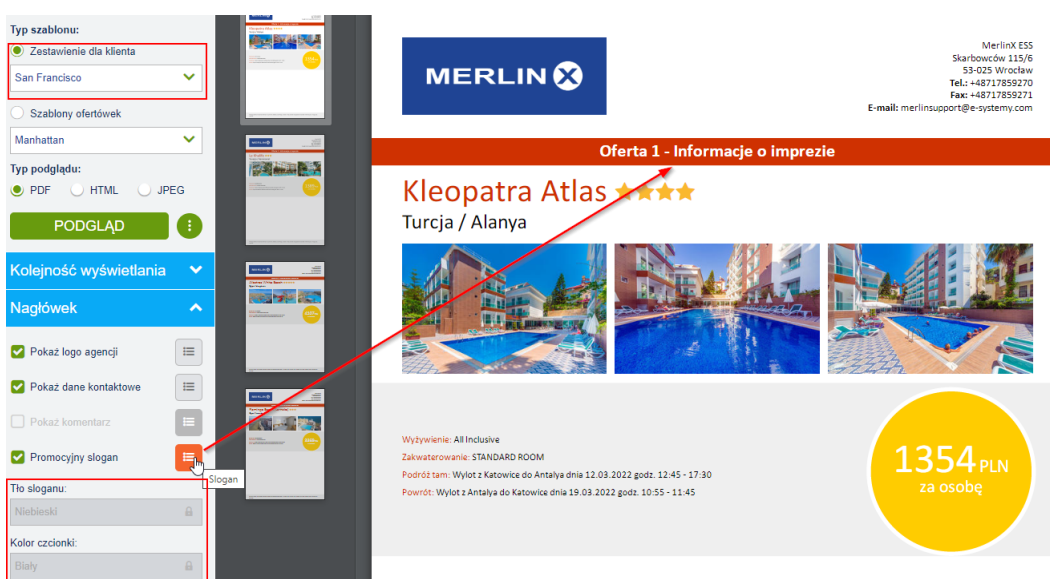 Typ szablonu:
Zestawienie dla klienta
San Francisco
Szablony ofertówek
Manhattan
Typ podglądu:
PDF HTML JPEG
PODGLĄD
Kolejność wyświetlania
Nagłówek
Pokaż logo agencji
Pokaż dane kontaktowe
Pokaż komentarz
Promocyjny slogan
Slogan
Tło sloganu:
Niebieski
Kolor czcionki:
Biały
MERLIN X
MerlinX ESS
Skarbowców 115/6
53-025 Wrocław
Tel.: +48717859270
Fax: +48717859271
E-mail: merlinsupport@e-systemy.com
Oferta 1 - Informacje o imprezie
Kleopatra Atlas
Turcja / Alanya
Wyżywienie: All Inclusive
Zakwaterowanie: STANDARD ROOM
Podróż tam: Wylot z Katowice do Antalya dnia 12.03.2022 godz. 12:45 - 17:30
Powrót: Wylot z Antalya do Katowice dnia 19.03.2022 godz. 10:55 - 11:45
1354 PLN
za osobę